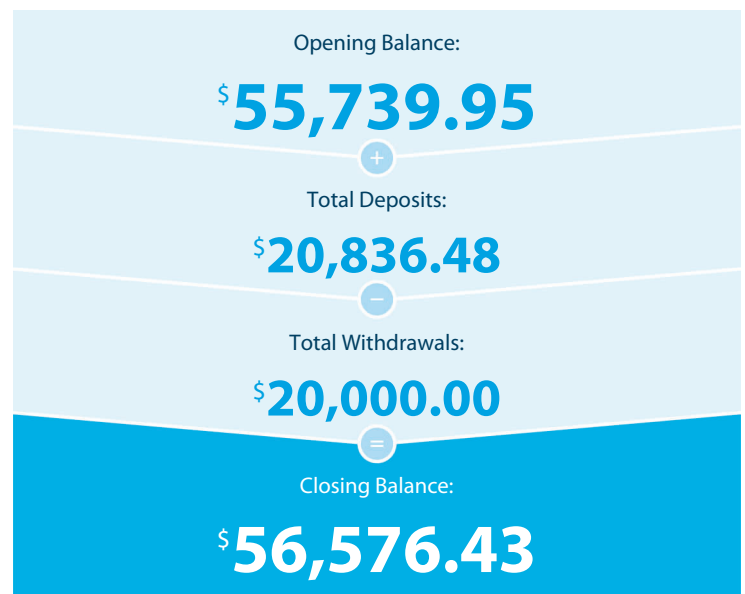 Opening Balance:
$55,739.95
+
Total Deposits:
$20,836.48
−
Total Withdrawals:
$20,000.00
=
Closing Balance:
$56,576.43